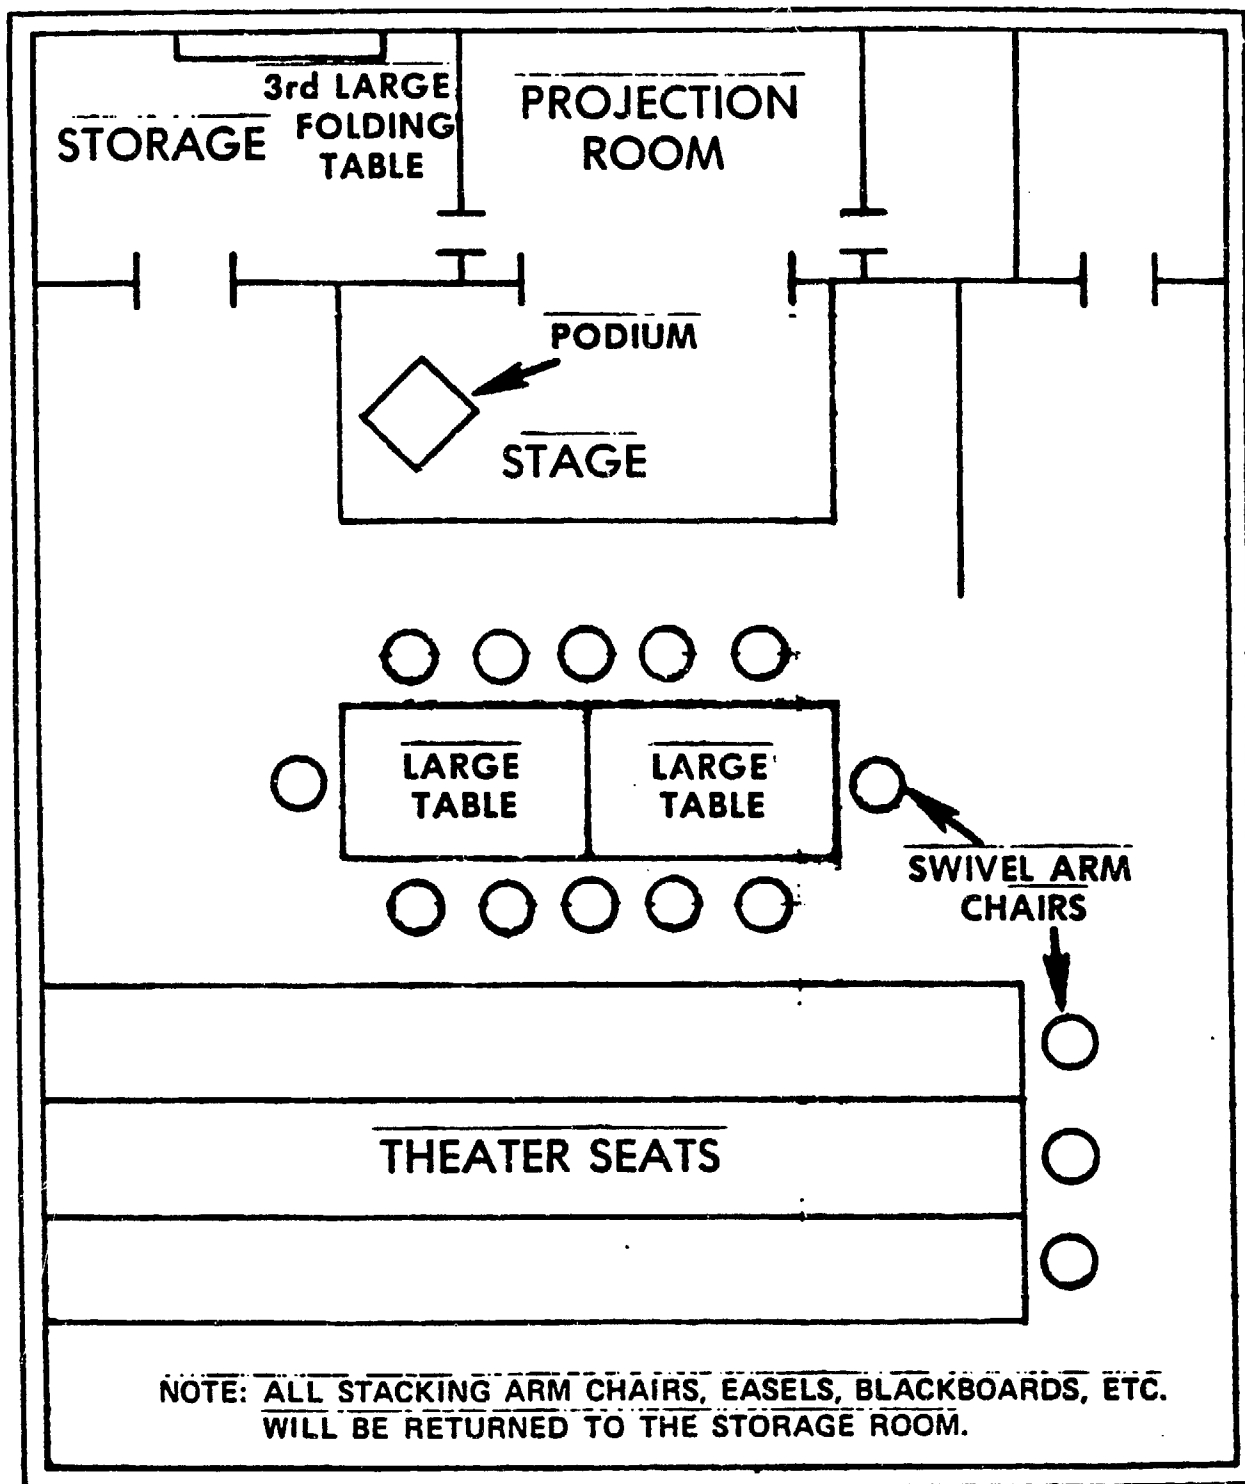 3rd LARGE
FOLDING
TABLE
STORAGE
PROJECTION
ROOM
PODIUM
STAGE
LARGE
TABLE
LARGE
TABLE
SWIVEL ARM
CHAIRS
THEATER SEATS
NOTE: ALL STACKING ARM CHAIRS, EASELS, BLACKBOARDS, ETC.
WILL BE RETURNED TO THE STORAGE ROOM.